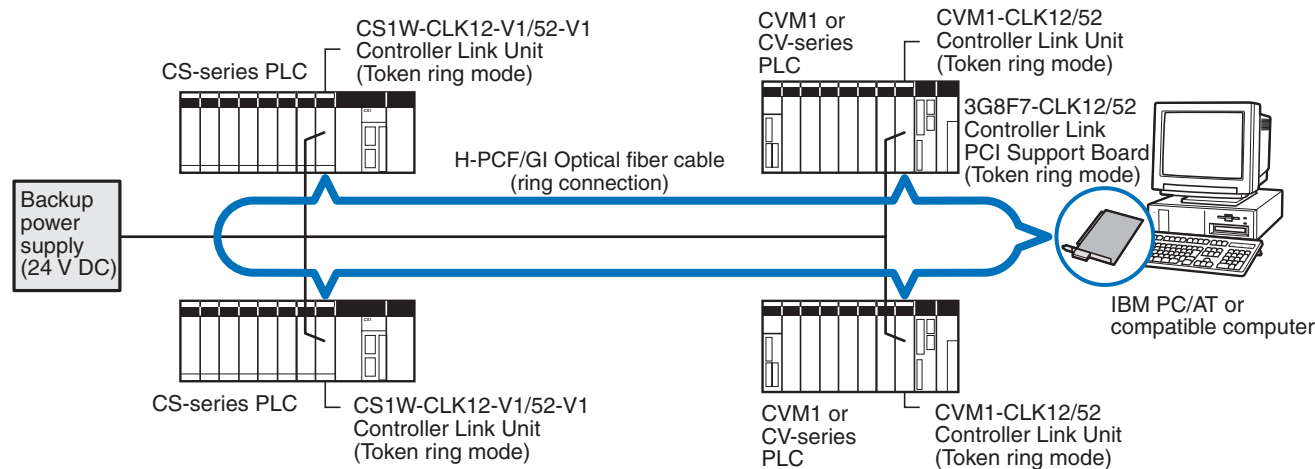 CS1W-CLK12-V1/52-V1
Controller Link Unit
(Token ring mode)
CS-series PLC
CVM1 or
CV-series
PLC
CVM1-CLK12/52
Controller Link Unit
(Token ring mode)
3G8F7-CLK12/52
Controller Link
PCI Support Board
(Token ring mode)
H-PCF/GI Optical fiber cable
(ring connection)
Backup
power
supply
(24 V DC)
IBM PC/AT or
compatible computer
CS-series PLC
CS1W-CLK12-V1/52-V1
Controller Link Unit
(Token ring mode)
CVM1 or
CV-series
PLC
CVM1-CLK12/52
Controller Link Unit
(Token ring mode)
CS1
CS1